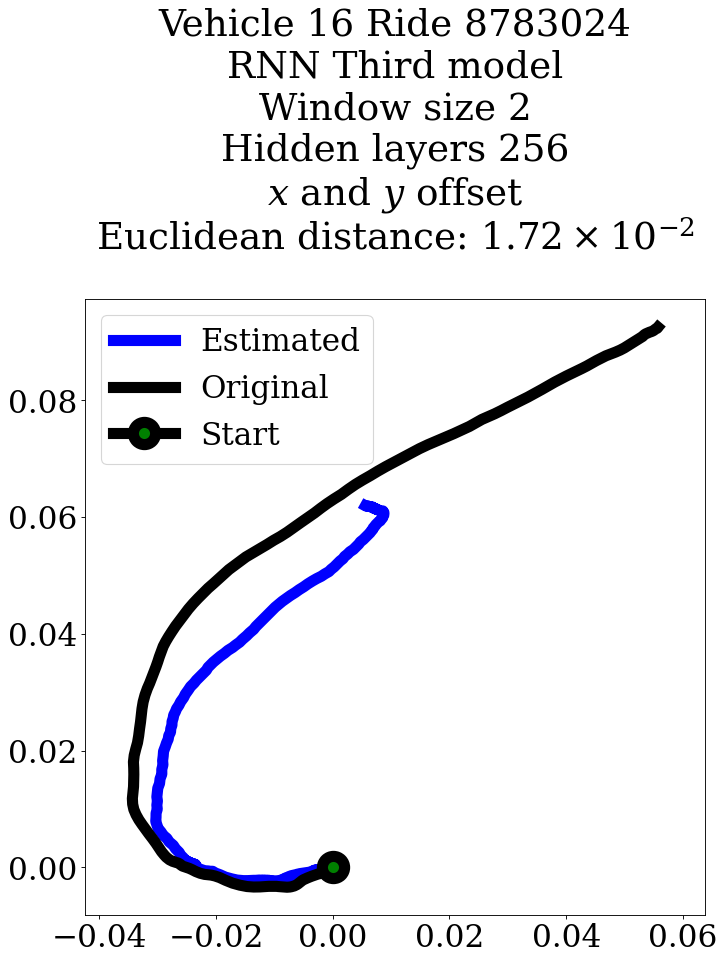 Vehicle 16 Ride 8783024
RNN Third model
Window size 2
Hidden layers 256
x and y offset
Euclidean distance: 1.72 × 10⁻²
Estimated
Original
Start
0.08
0.06
0.04
0.02
0.00
−0.04 −0.02 0.00 0.02 0.04 0.06